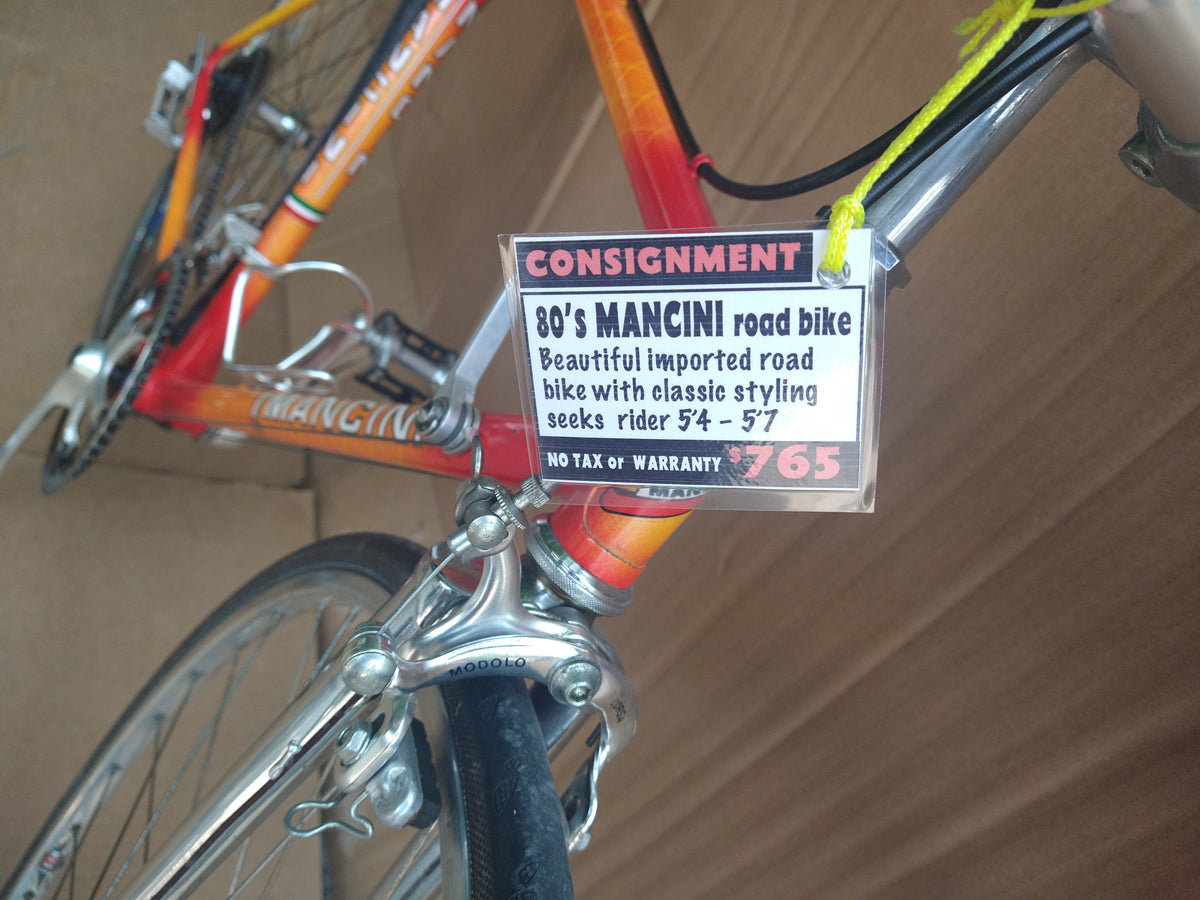 CONSIGNMENT
80's MANCINI road bike
Beautiful imported road
bike with classic styling
seeks rider 5'4 – 5'7
NO TAX or WARRANTY $765
MANCINI
MAN
MODOLO